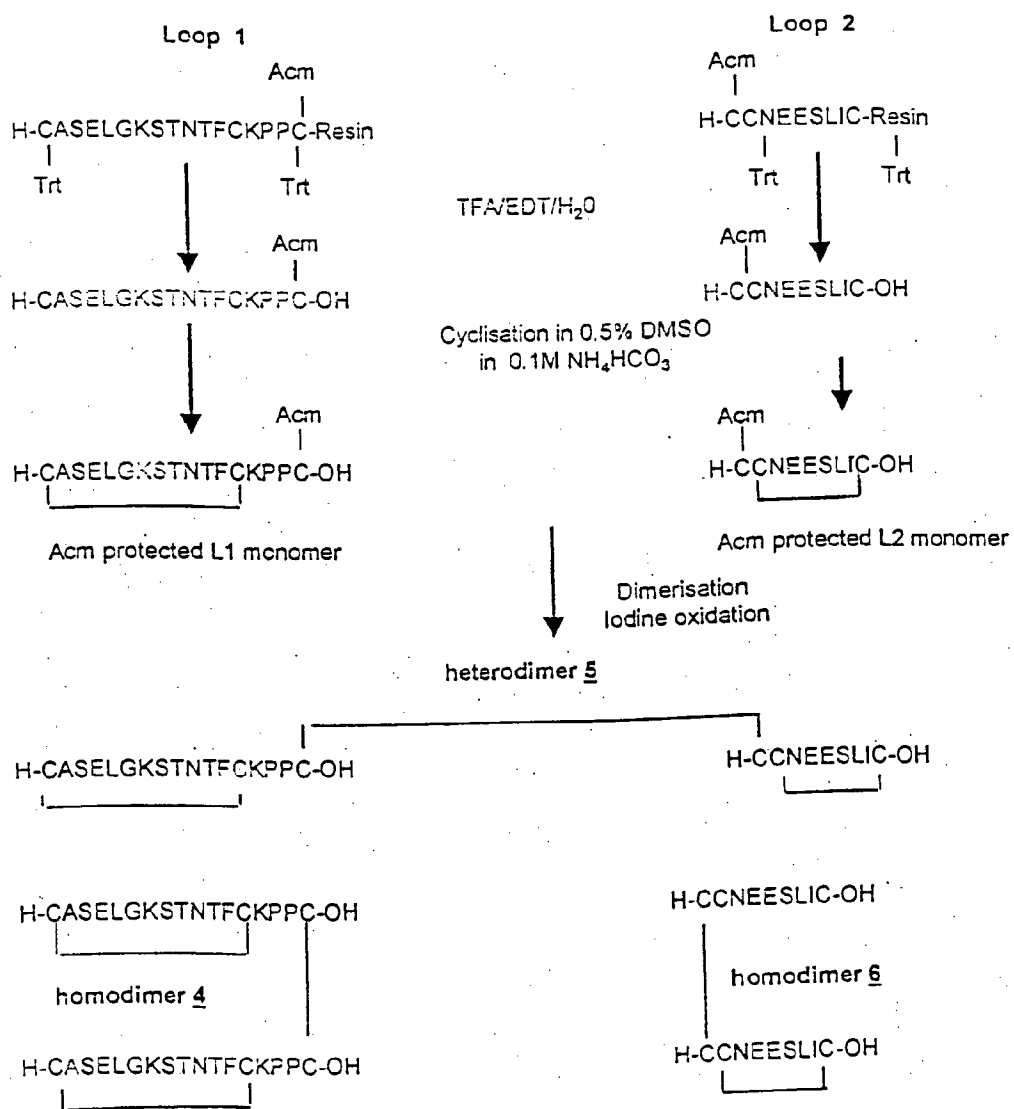 Loop 1
Loop 2
Acm
Acm
H-CASELGKSTNTFCKPPC-Resin
H-CCNEESLIC-Resin
Trt
Trt
Trt
Trt
TFA/EDT/H₂0
Acm
Acm
H-CASELGKSTNTFCKPPC-OH
H-CCNEESLIC-OH
Cyclisation in 0.5% DMSO
in 0.1M NH₄HCO₃
Acm
Acm
H-CASELGKSTNTFCKPPC-OH
H-CCNEESLIC-OH
Acm protected L1 monomer
Acm protected L2 monomer
Dimerisation
Iodine oxidation
heterodimer 5
H-CASELGKSTNTFCKPPC-OH
H-CCNEESLIC-OH
H-CASELGKSTNTFCKPPC-OH
H-CCNEESLIC-OH
homodimer 4
homodimer 6
H-CASELGKSTNTFCKPPC-OH
H-CCNEESLIC-OH